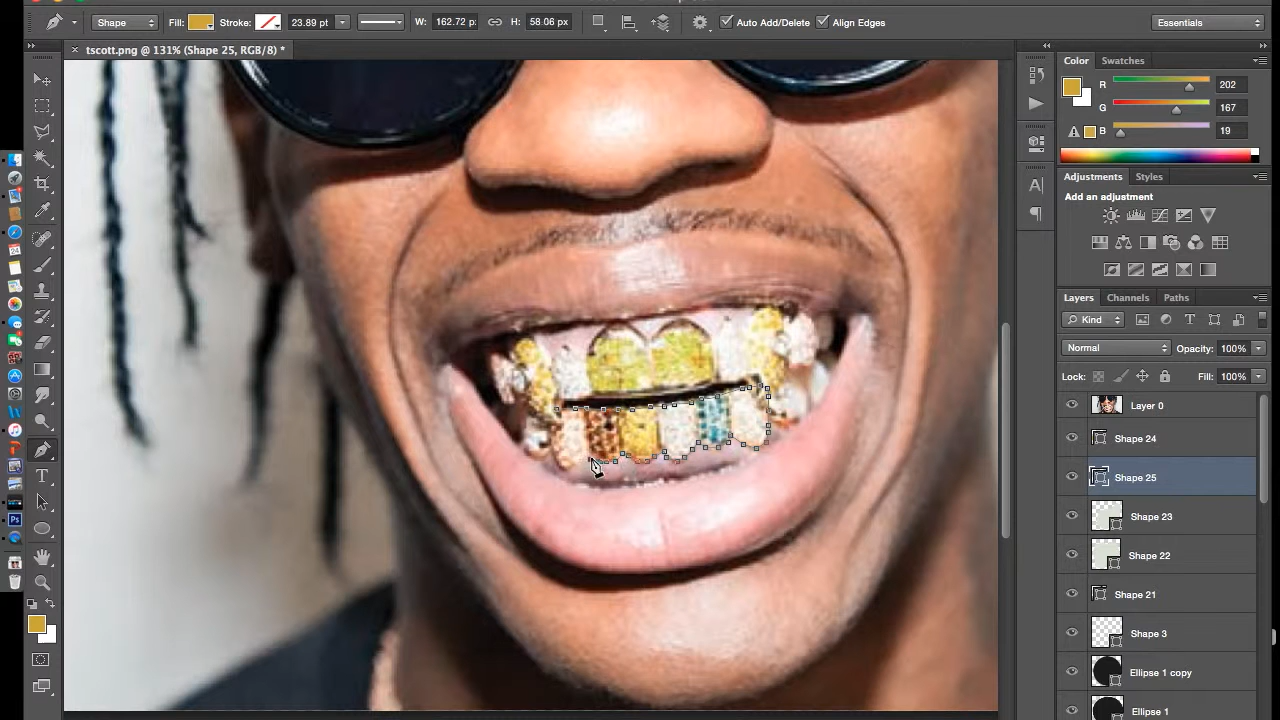 Shape
Fill:
Stroke:
23.89 pt
W: 162.72 p:
H: 58.06 px
Auto Add/Delete
Align Edges
Essentials
× tscott.png @ 131% (Shape 25, RGB/8) *
Color
Swatches
R
202
G
167
B
19
Adjustments
Styles
Add an adjustment
Layers
Channels
Paths
Kind
Normal
Opacity: 100%
Lock:
Fill: 100%
Layer 0
Shape 24
Shape 25
Shape 23
Shape 22
Shape 21
Shape 3
Ellipse 1 copy
Ellipse 1
A
T
Ps